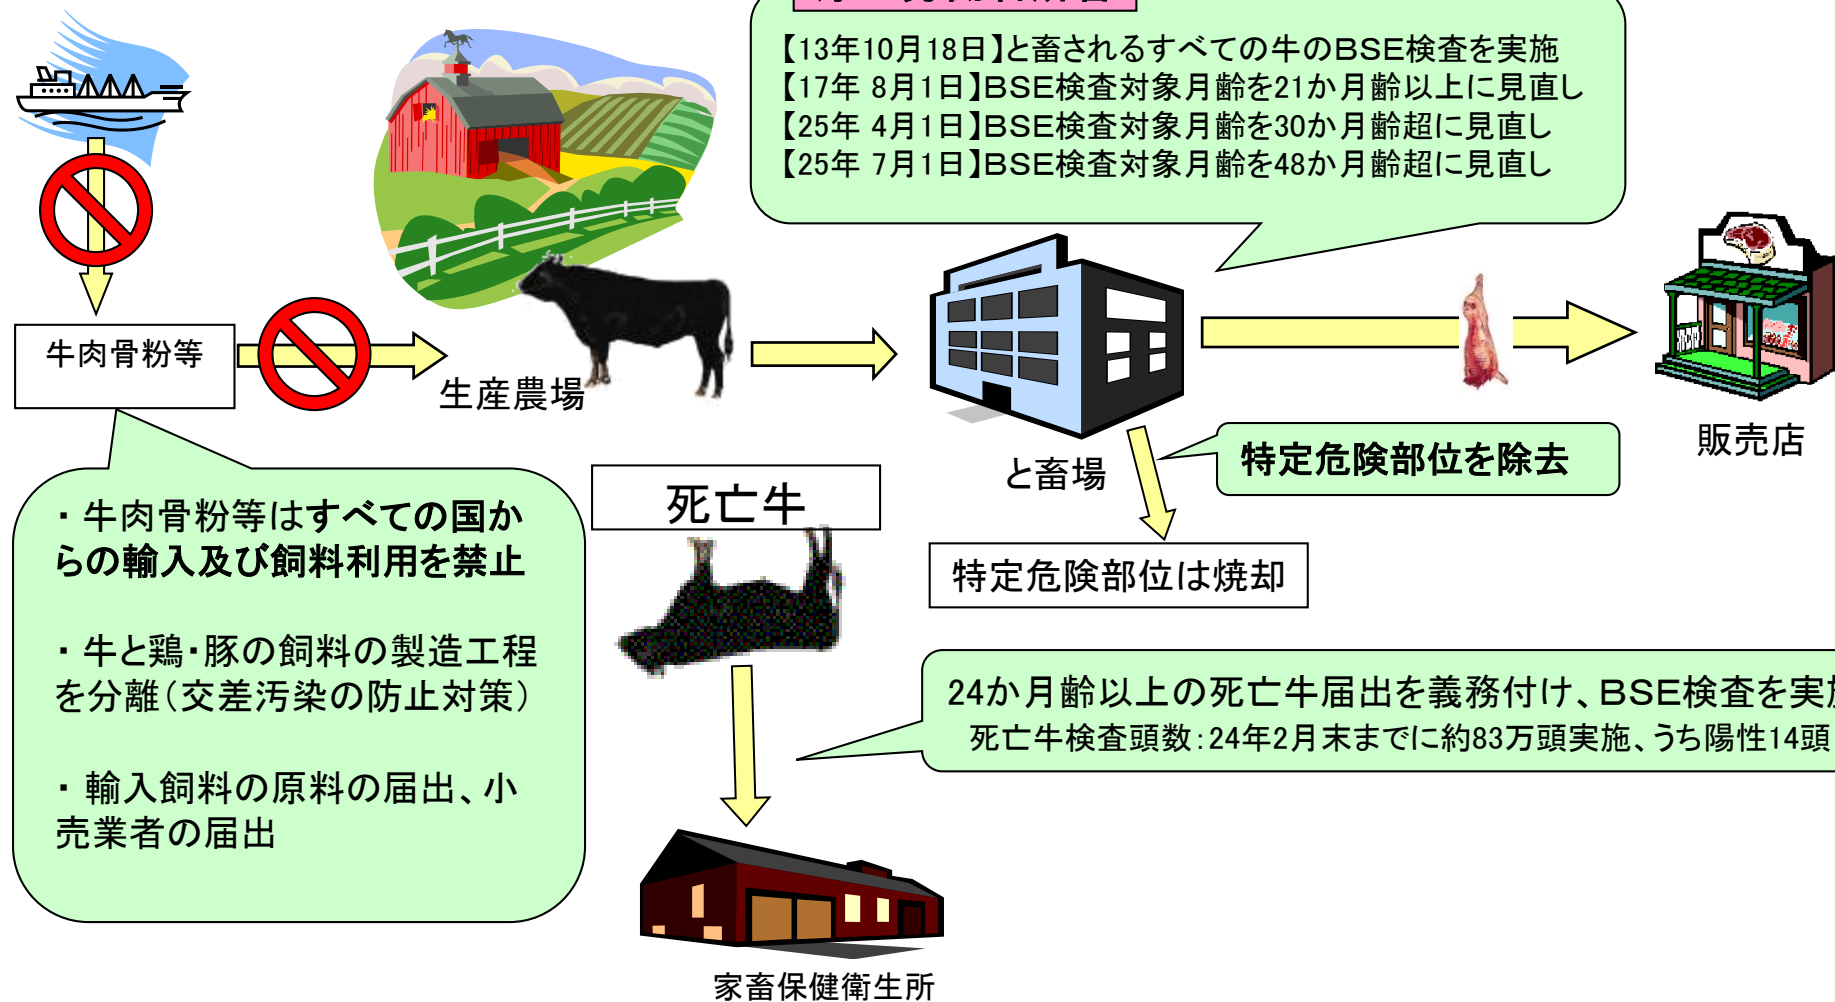 【13年10月18日】と畜されるすべての牛のBSE検査を実施
【17年 8月1日】BSE検査対象月齢を21か月齢以上に見直し
【25年 4月1日】BSE検査対象月齢を30か月齢超に見直し
【25年 7月1日】BSE検査対象月齢を48か月齢超に見直し
牛肉骨粉等
生産農場
と畜場
販売店
特定危険部位を除去
特定危険部位は焼却
・ 牛肉骨粉等はすべての国か
らの輸入及び飼料利用を禁止
・ 牛と鶏・豚の飼料の製造工程
を分離(交差汚染の防止対策)
・ 輸入飼料の原料の届出、小
売業者の届出
死亡牛
24か月齢以上の死亡牛届出を義務付け、BSE検査を実施
死亡牛検査頭数:24年2月末までに約83万頭実施、うち陽性14頭
家畜保健衛生所